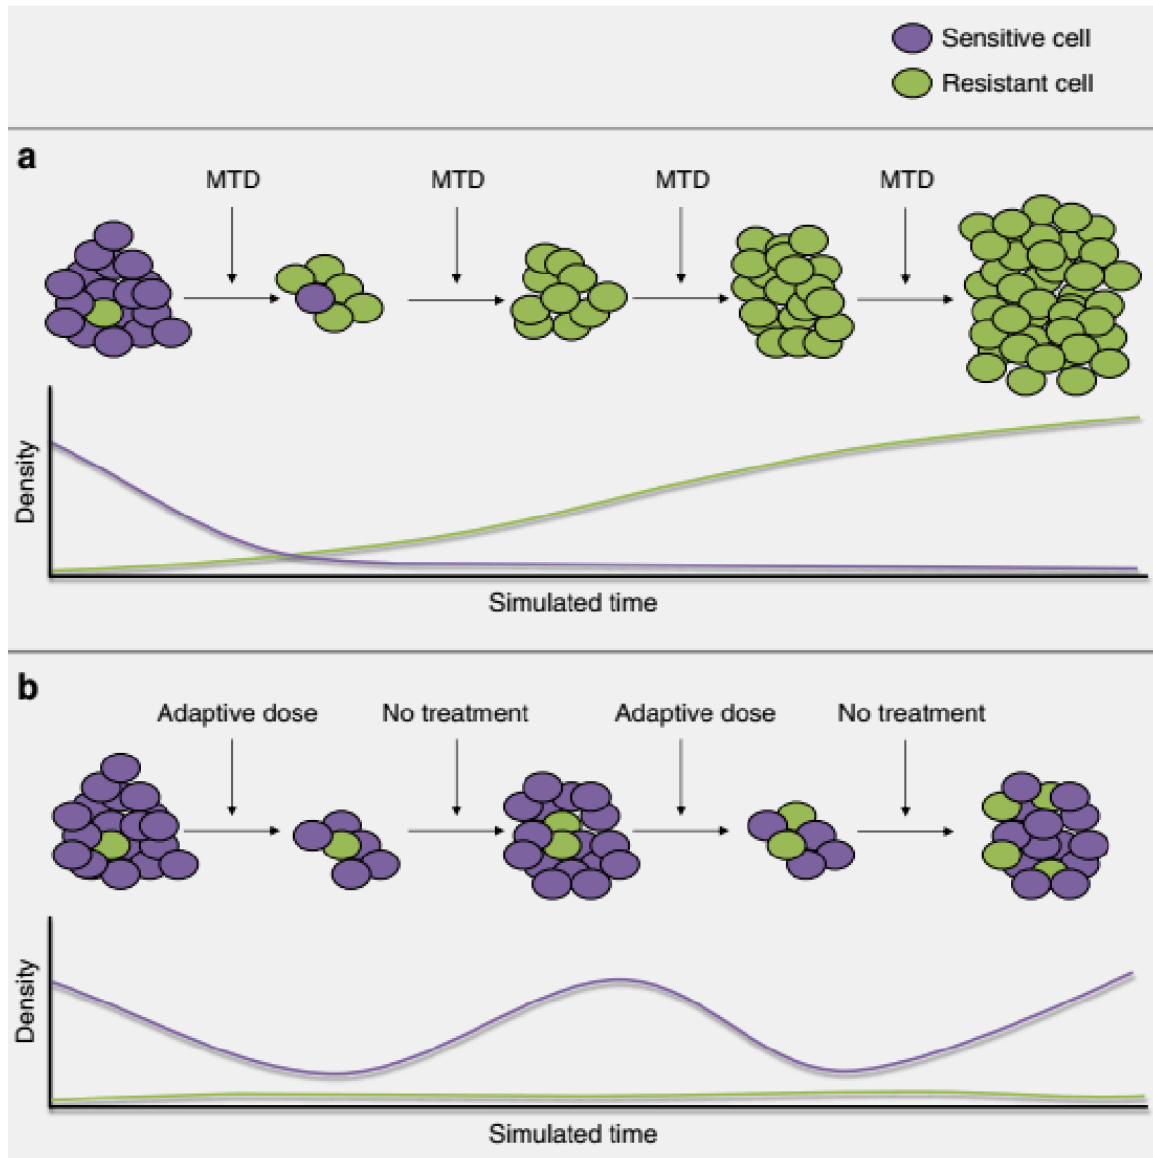 Sensitive cell
Resistant cell
a
MTD MTD MTD MTD
Density
Simulated time
b
Adaptive dose No treatment Adaptive dose No treatment
Density
Simulated time